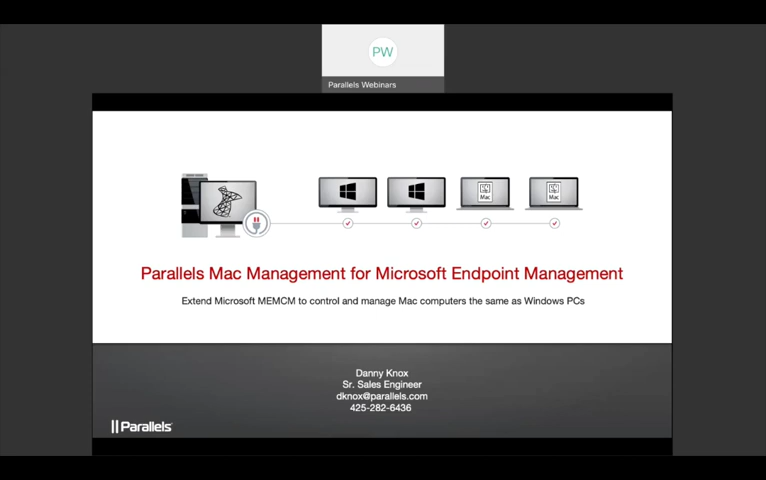 PW
Parallels Webinars
Mac
Mac
Parallels Mac Management for Microsoft Endpoint Management
Extend Microsoft MEMCM to control and manage Mac computers the same as Windows PCs
Danny Knox
Sr. Sales Engineer
dknox@parallels.com
425-282-6436
Parallels